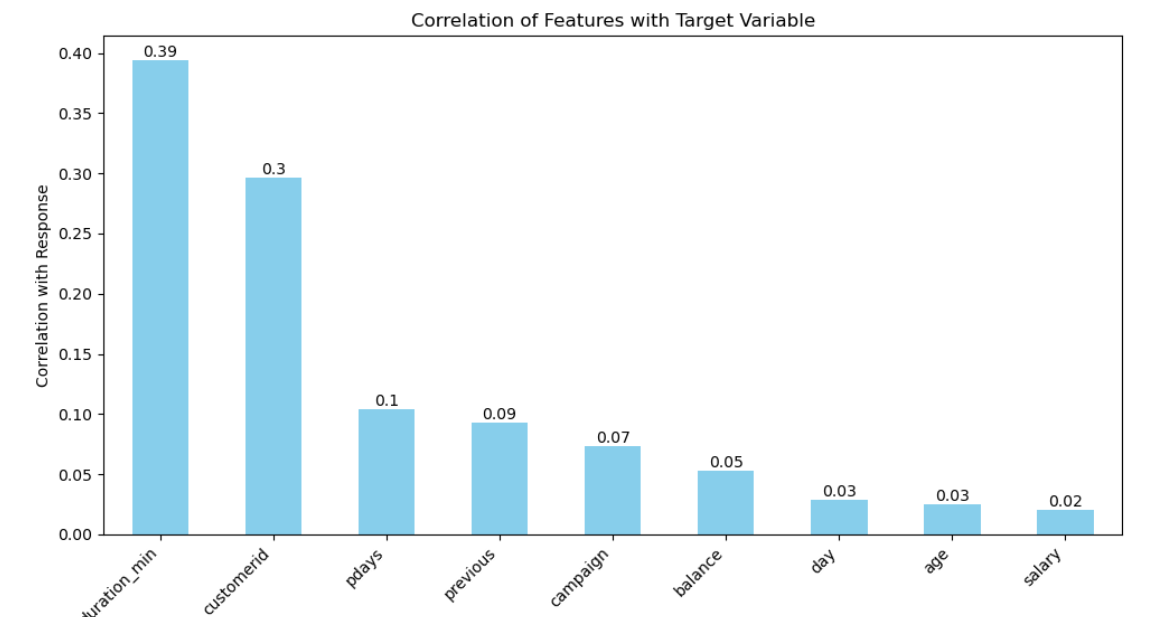 Correlation of Features with Target Variable
Correlation with Response
0.40
0.35
0.30
0.25
0.20
0.15
0.10
0.05
0.00
0.39
0.3
0.1
0.09
0.07
0.05
0.03
0.03
0.02
duration_min
customerid
pdays
previous
campaign
balance
day
age
salary